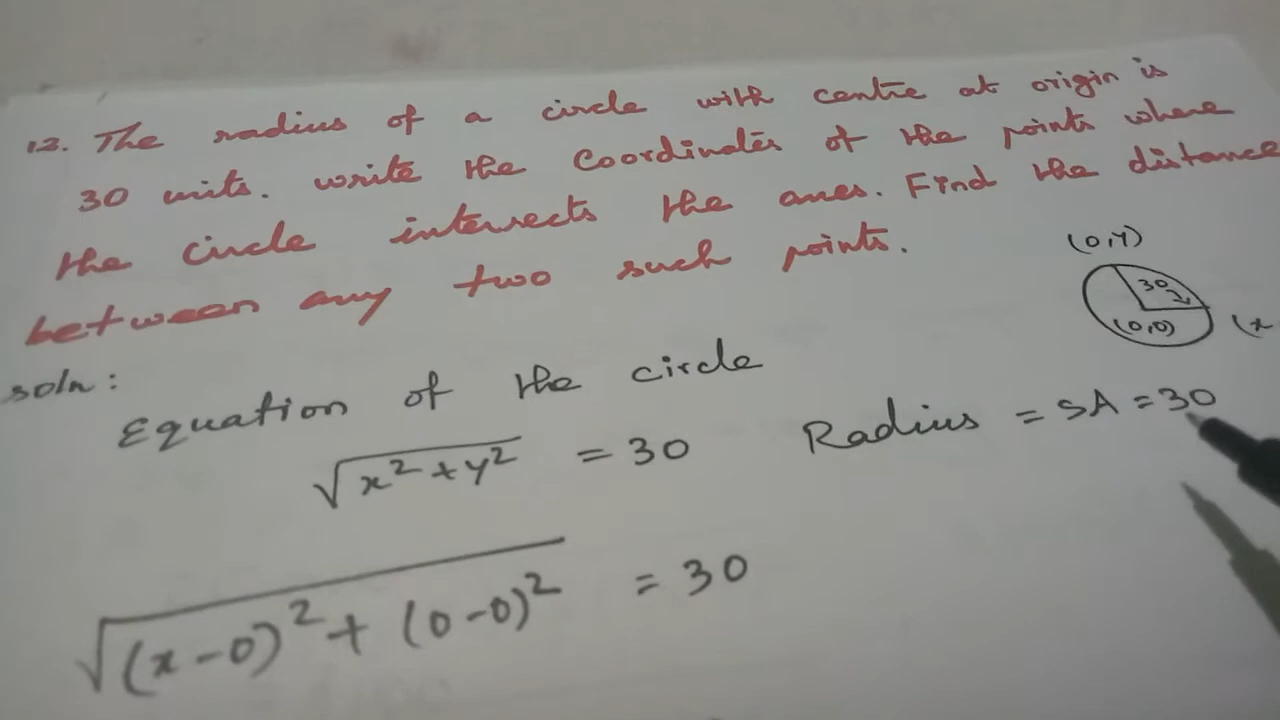 12. The radius of a circle with centre at origin is
30 units. write the coordinates of the points where
the circle intersects the axes. Find the distance
between any two such points.
(0,4)
30
(0,0)
(x
soln:
Equation of the circle
√x²+y² = 30 Radius = SA = 30
√(x-0)²+(0-0)² = 30